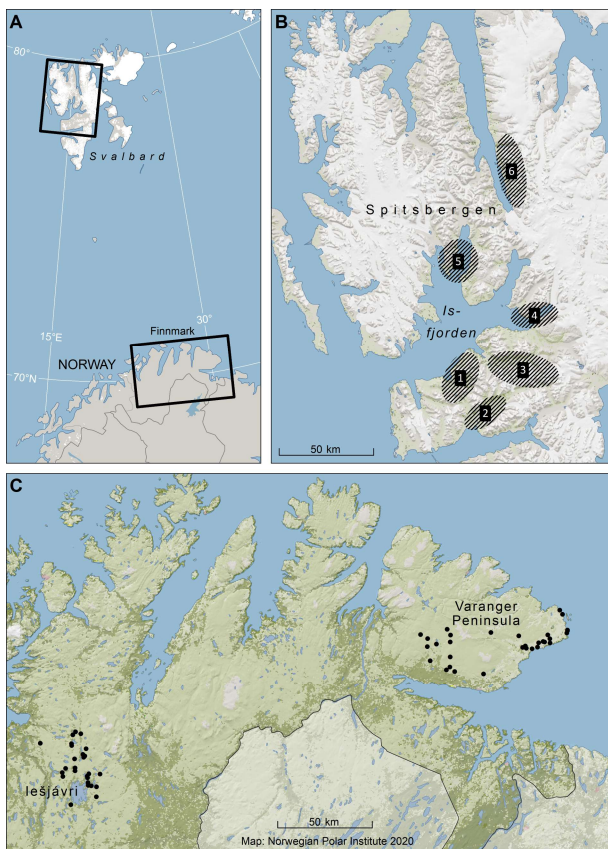 A
80°
Svalbard
15°E
30°
Finnmark
NORWAY
70°N
B
6
Spitsbergen
5
Is-
fjorden
4
3
1
2
50 km
C
Varanger
Peninsula
Iešjávri
50 km
Map: Norwegian Polar Institute 2020